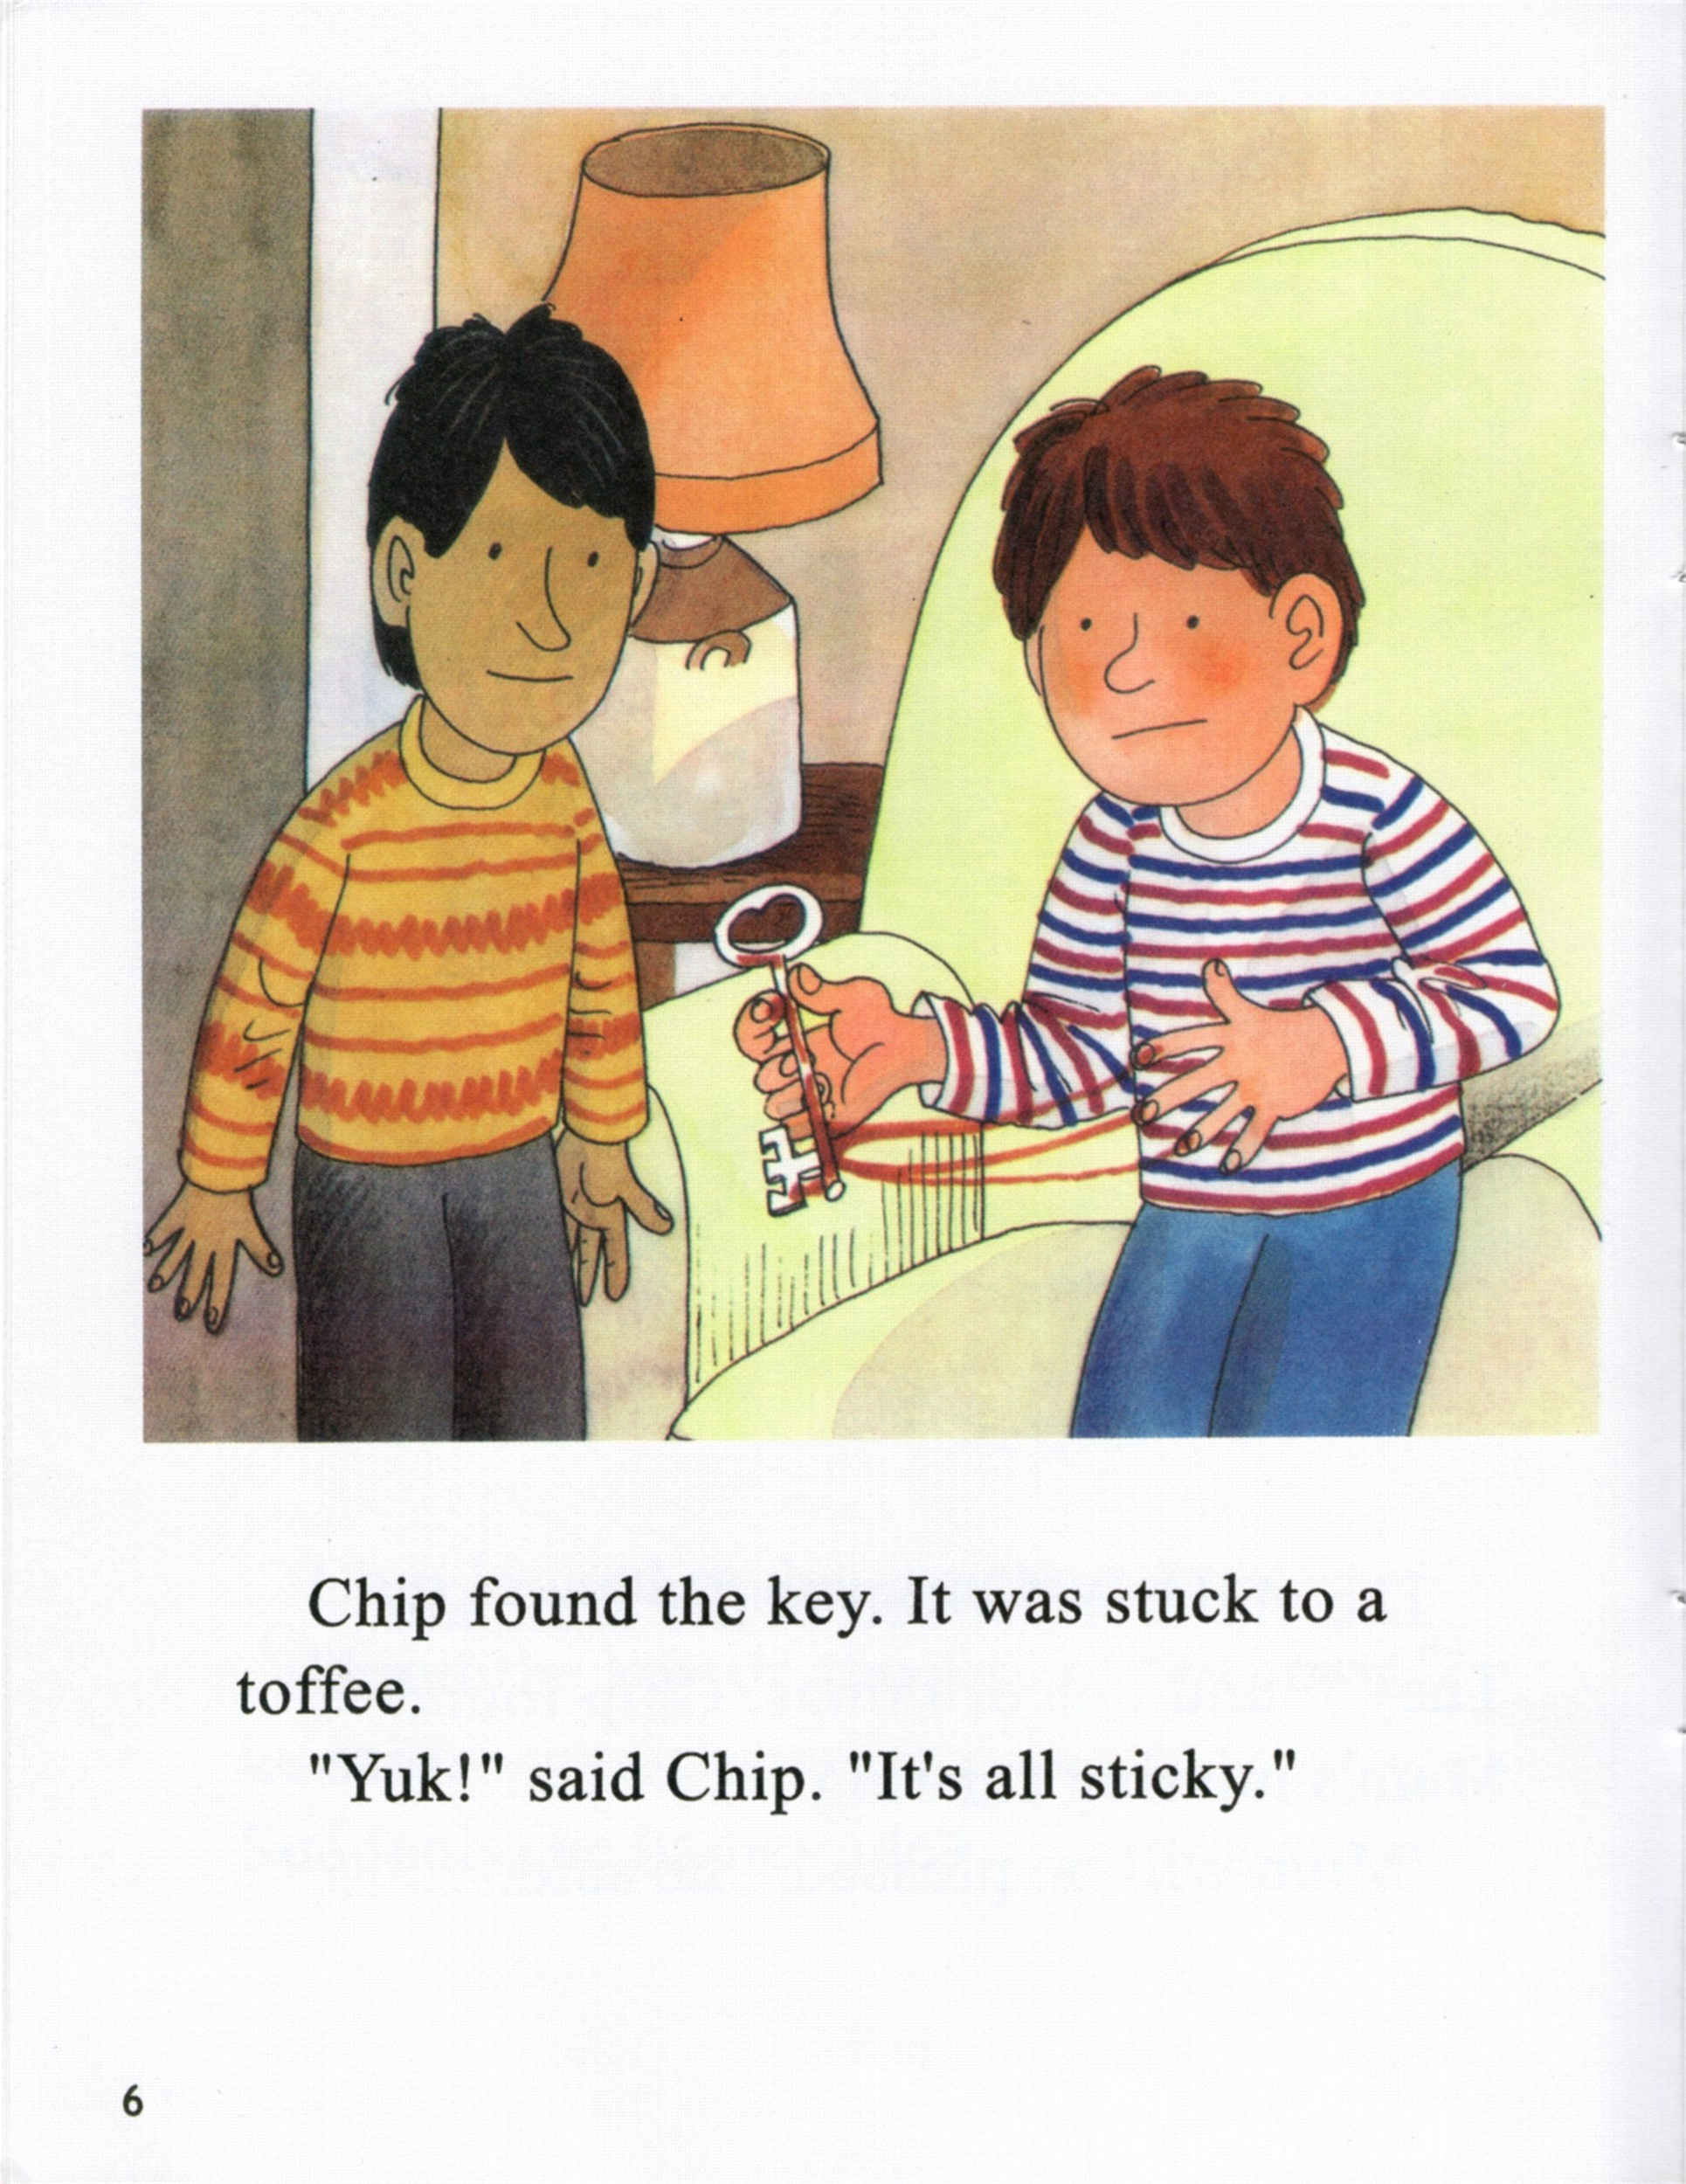 Chip found the key. It was stuck to a
toffee.
"Yuk!" said Chip. "It's all sticky."
6